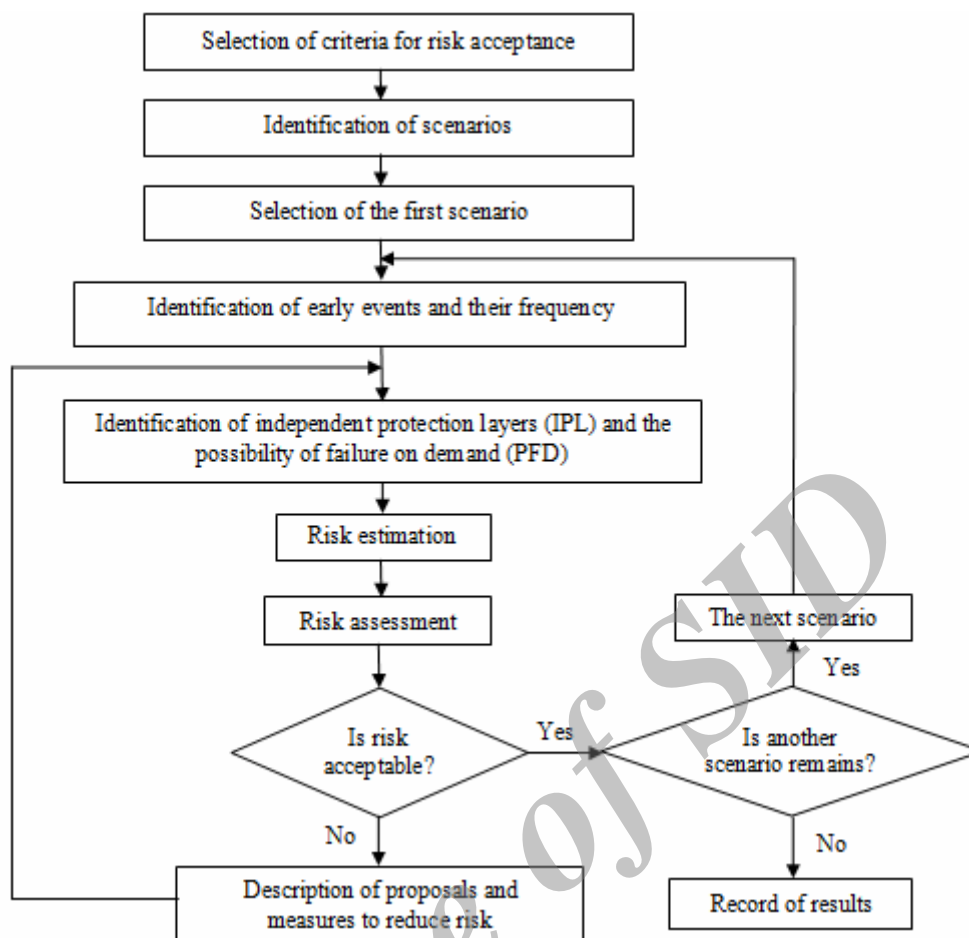 Selection of criteria for risk acceptance
Identification of scenarios
Selection of the first scenario
Identification of early events and their frequency
Identification of independent protection layers (IPL) and the
possibility of failure on demand (PFD)
Risk estimation
Risk assessment
The next scenario
Yes
Is risk
acceptable?
Yes
Is another
scenario remains?
No
No
Description of proposals and
measures to reduce risk
Record of results
e of SID